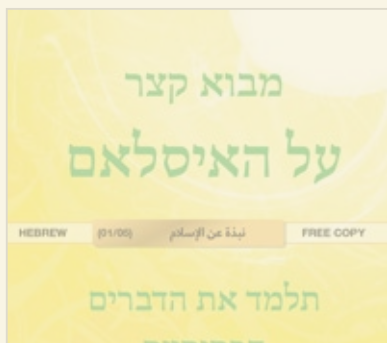 מבוא קצר
על האיסלאם
HEBREW (01/05) نبذة عن الإسلام FREE COPY
תלמד את הדברים